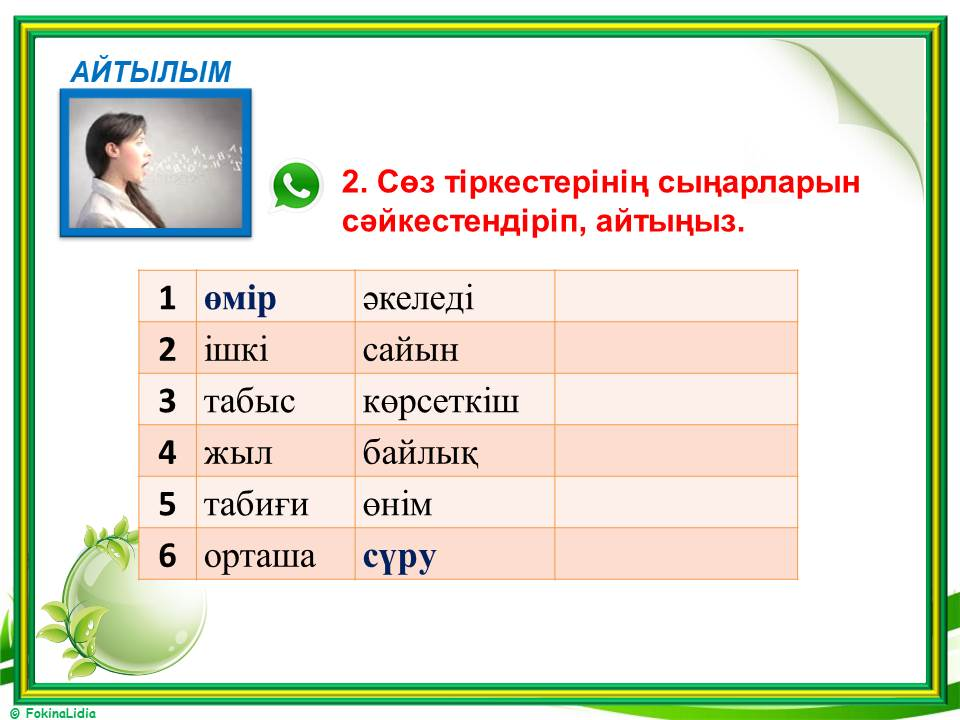 АЙТЫЛЫМ
2. Сөз тіркестерінің сыңарларын
сәйкестендіріп, айтыңыз.
1 өмір әкеледі
2 ішкі сайын
3 табыс көрсеткіш
4 жыл байлық
5 табиғи өнім
6 орташа сүру
© FokinaLidia